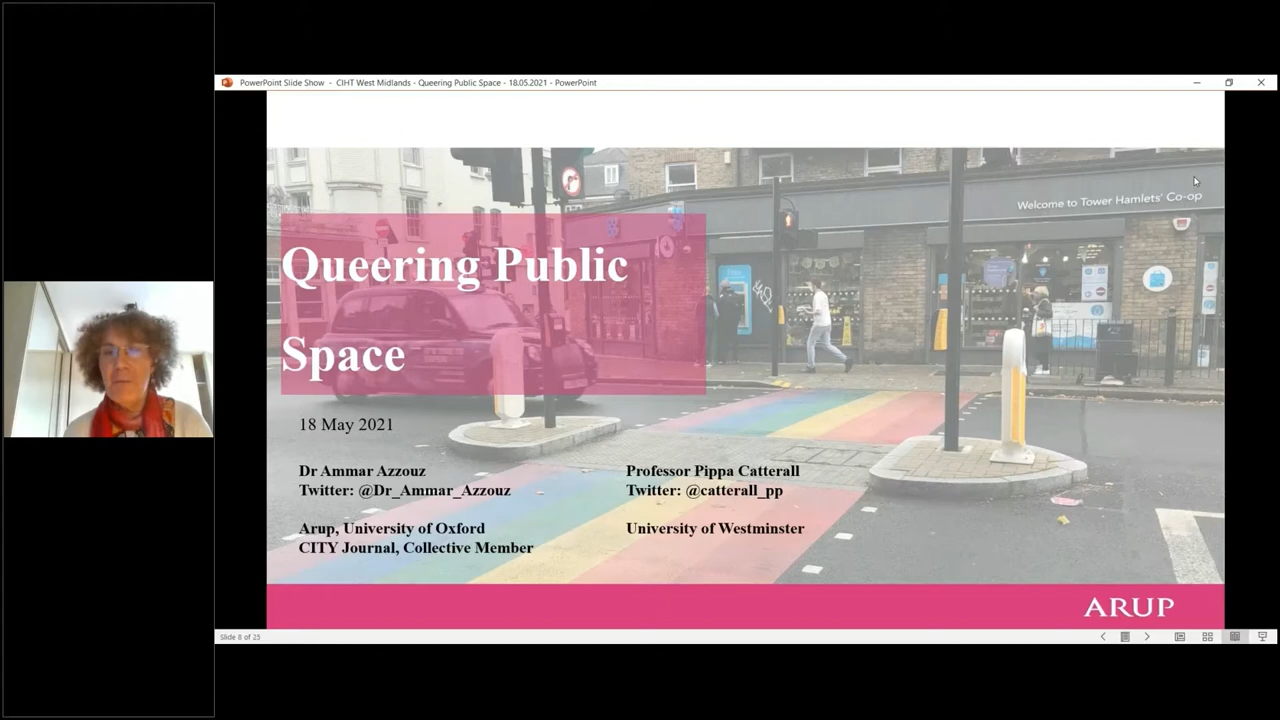 PowerPoint Slide Show - CIHT West Midlands - Queering Public Space - 18.05.2021 - PowerPoint
Welcome to Tower Hamlets' Co-op
Queering Public
Space
18 May 2021
Dr Ammar Azzouz
Twitter: @Dr_Ammar_Azzouz
Arup, University of Oxford
CITY Journal, Collective Member
Professor Pippa Catterall
Twitter: @catterall_pp
University of Westminster
ARUP
Slide 8 of 25